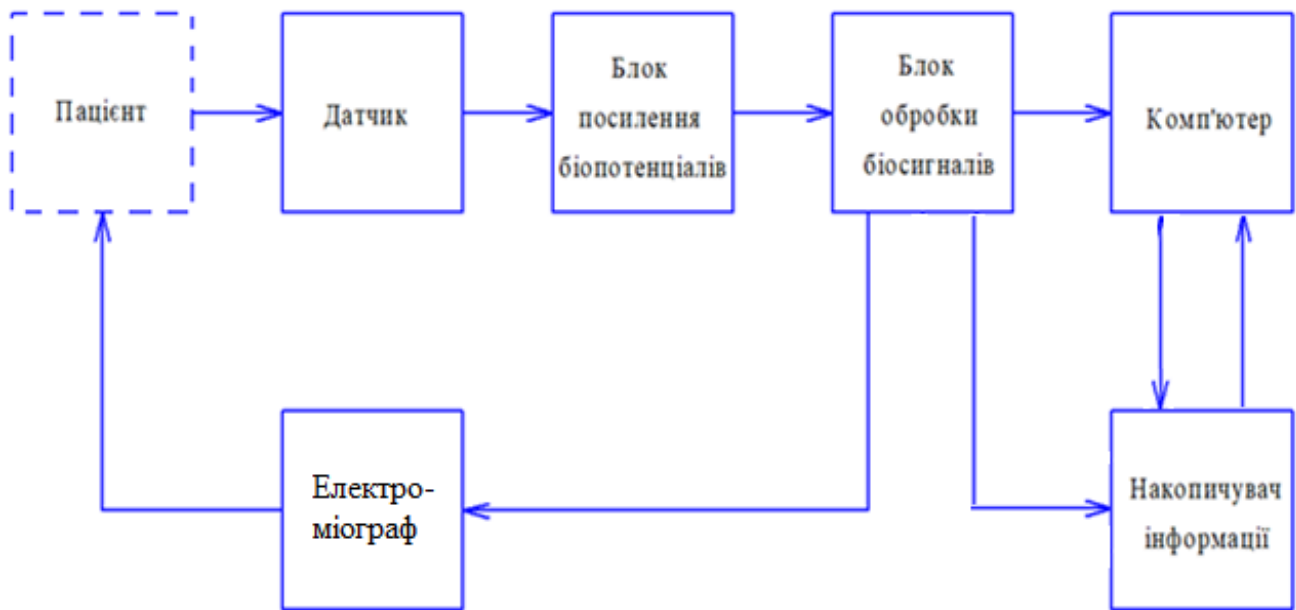 Пацієнт
Датчик
Блок
посилення
біопотенціалів
Блок
обробки
біосигналів
Комп'ютер
Електро-
міограф
Накопичувач
інформації